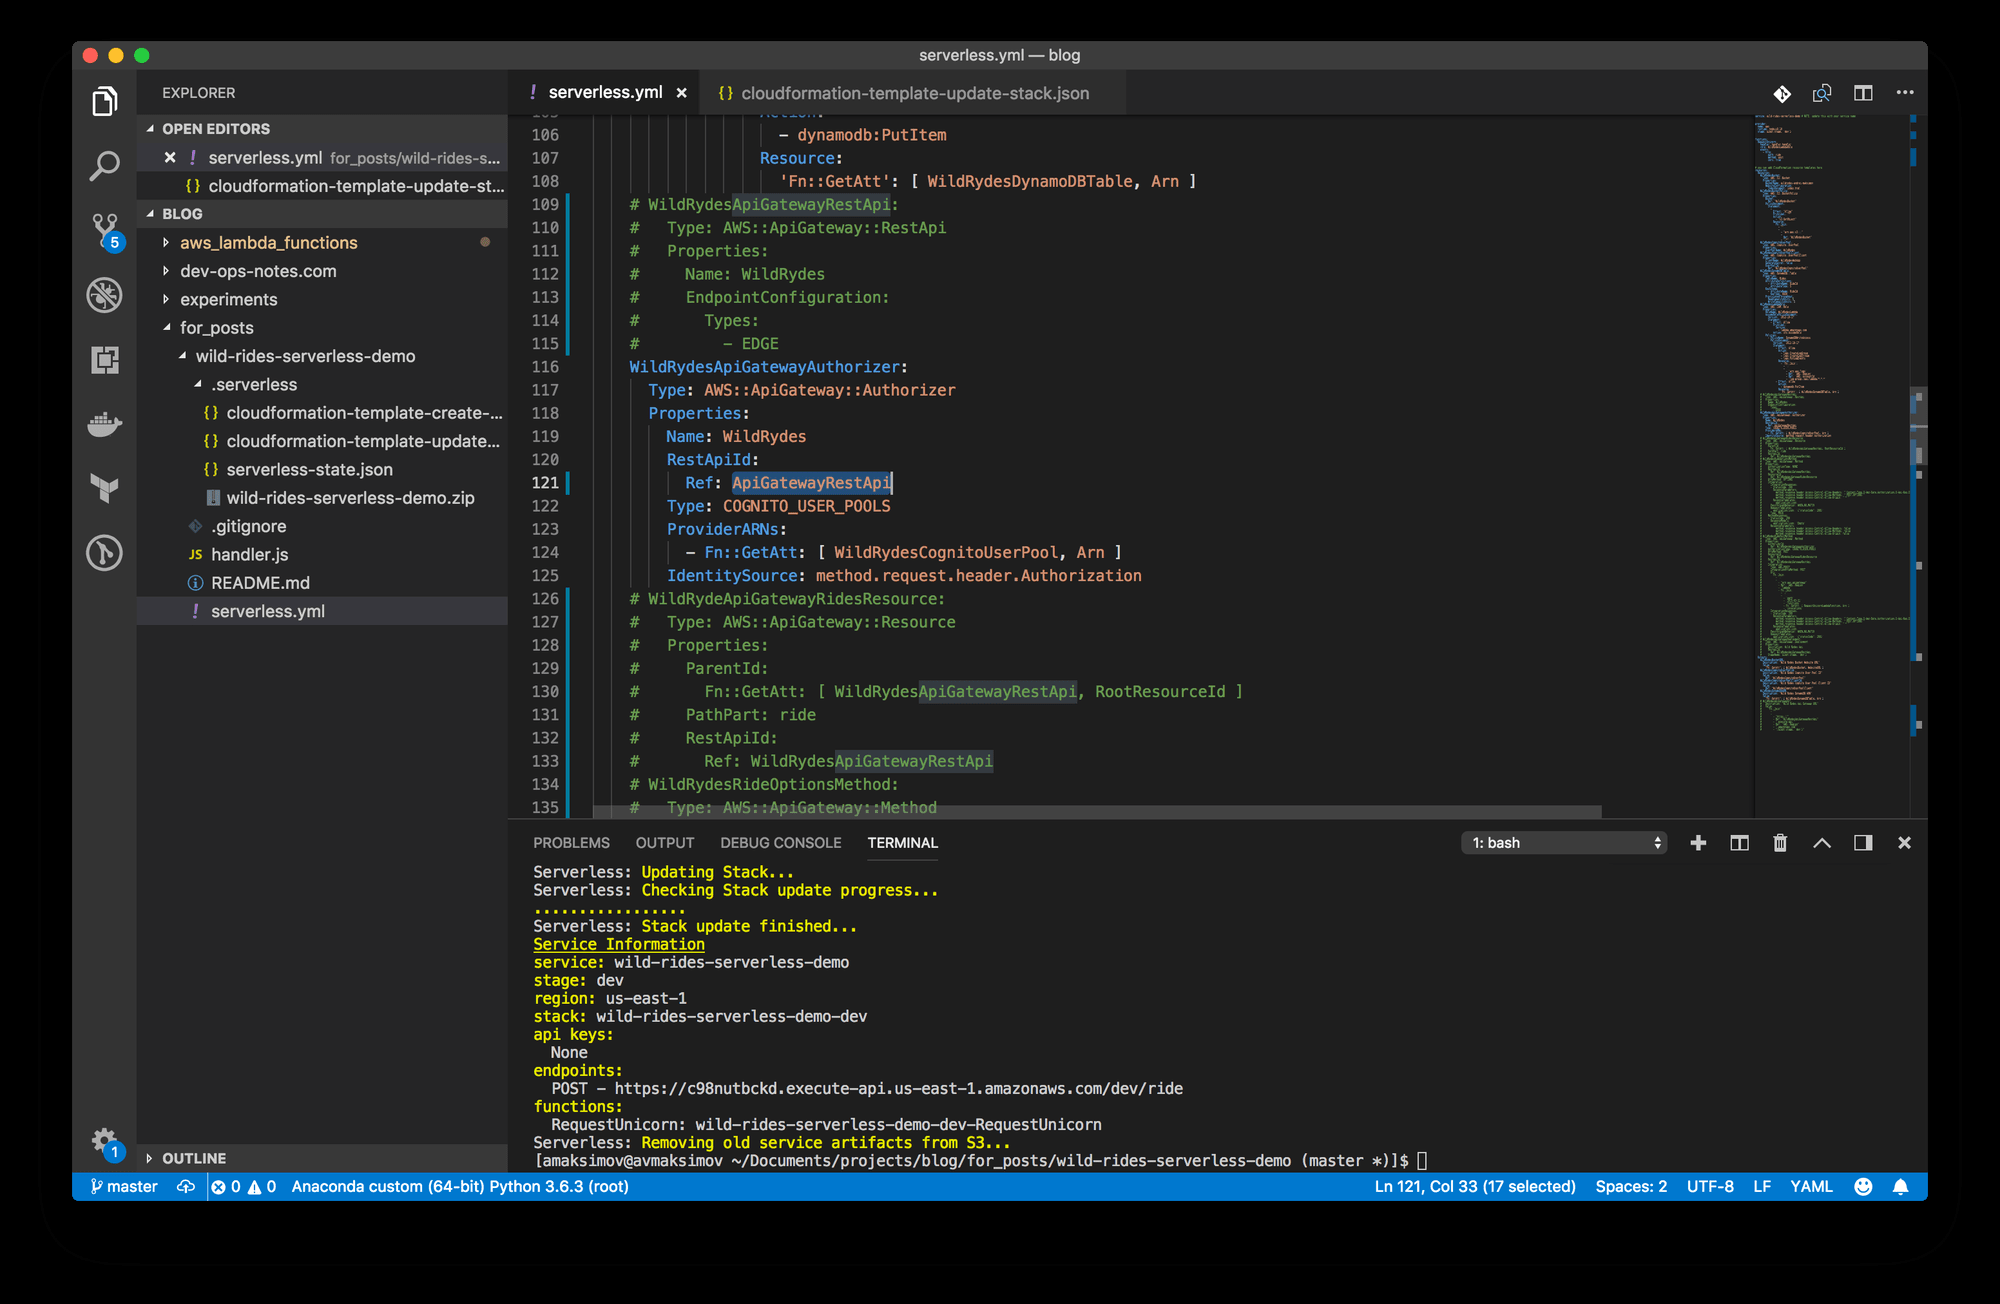 serverless.yml — blog
EXPLORER
OPEN EDITORS
× ! serverless.yml for_posts/wild-rides-s...
{} cloudformation-template-update-st...
BLOG
aws_lambda_functions
dev-ops-notes.com
experiments
for_posts
wild-rides-serverless-demo
.serverless
{} cloudformation-template-create-...
{} cloudformation-template-update...
{} serverless-state.json
wild-rides-serverless-demo.zip
.gitignore
JS handler.js
README.md
! serverless.yml
OUTLINE
5
1
! serverless.yml ×
{} cloudformation-template-update-stack.json
105 Action:
106 - dynamodb:PutItem
107 Resource:
108 'Fn::GetAtt': [ WildRydesDynamoDBTable, Arn ]
109 # WildRydesApiGatewayRestApi:
110 # Type: AWS::ApiGateway::RestApi
111 # Properties:
112 # Name: WildRydes
113 # EndpointConfiguration:
114 # Types:
115 # - EDGE
116 WildRydesApiGatewayAuthorizer:
117 Type: AWS::ApiGateway::Authorizer
118 Properties:
119 Name: WildRydes
120 RestApiId:
121 Ref: ApiGatewayRestApi
122 Type: COGNITO_USER_POOLS
123 ProviderARNs:
124 - Fn::GetAtt: [ WildRydesCognitoUserPool, Arn ]
125 IdentitySource: method.request.header.Authorization
126 # WildRydeApiGatewayRidesResource:
127 # Type: AWS::ApiGateway::Resource
128 # Properties:
129 # ParentId:
130 # Fn::GetAtt: [ WildRydesApiGatewayRestApi, RootResourceId ]
131 # PathPart: ride
132 # RestApiId:
133 # Ref: WildRydesApiGatewayRestApi
134 # WildRydesRideOptionsMethod:
135 # Type: AWS::ApiGateway::Method
PROBLEMS OUTPUT DEBUG CONSOLE TERMINAL
1: bash
Serverless: Updating Stack...
Serverless: Checking Stack update progress...
.................
Serverless: Stack update finished...
Service Information
service: wild-rides-serverless-demo
stage: dev
region: us-east-1
stack: wild-rides-serverless-demo-dev
api keys:
None
endpoints:
POST - https://c98nutbckd.execute-api.us-east-1.amazonaws.com/dev/ride
functions:
RequestUnicorn: wild-rides-serverless-demo-dev-RequestUnicorn
Serverless: Removing old service artifacts from S3...
[amaksimov@avmaksimov ~/Documents/projects/blog/for_posts/wild-rides-serverless-demo (master *)]$
master 0 0 Anaconda custom (64-bit) Python 3.6.3 (root)
Ln 121, Col 33 (17 selected) Spaces: 2 UTF-8 LF YAML